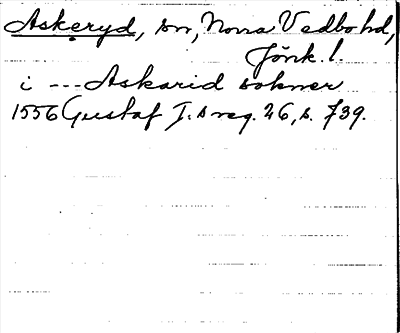 Askeryd, sn, Norra Vedbo hd,
Jönk. l.
i --- Askarid sokner
1556 Gustaf I:s reg. 26, s. 739.